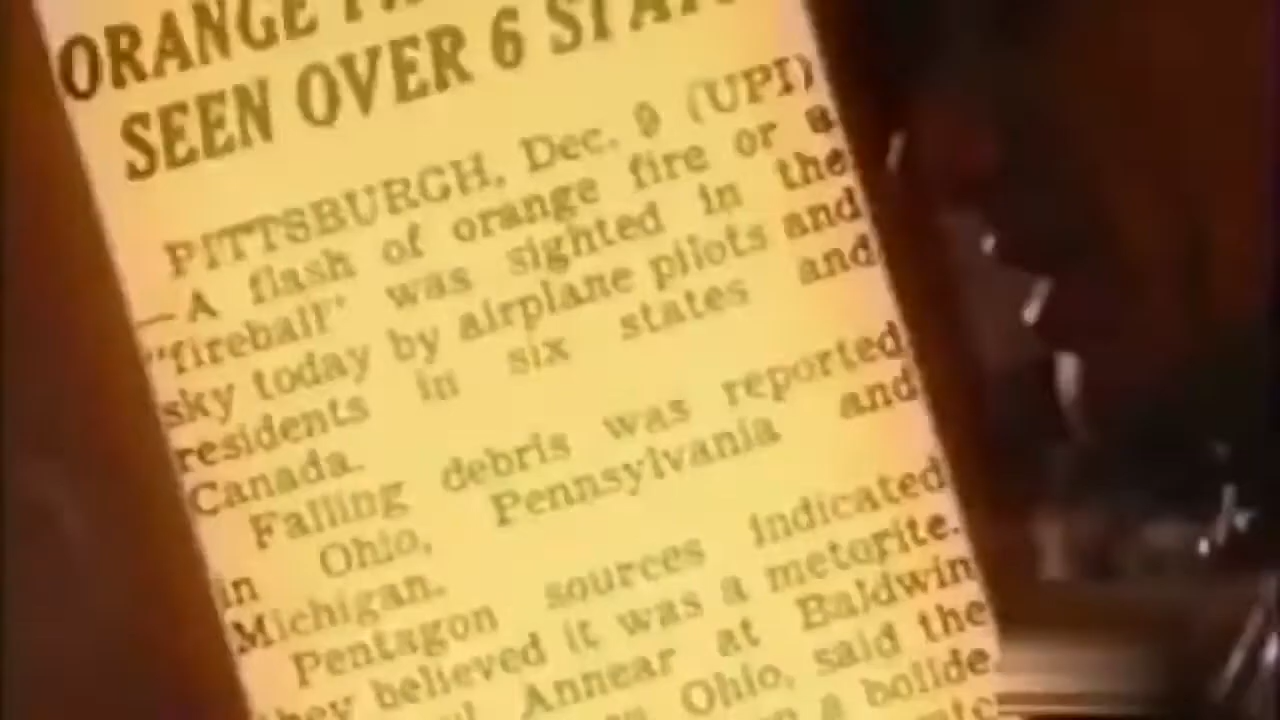 ORANGE
SEEN OVER 6 STAT
PITTSBURGH, Dec. 9 (UPI)
—A flash of orange fire or a
"fireball" was sighted in the
sky today by airplane pilots and
residents in six states and
Canada.
Falling debris was reported
in Ohio, Pennsylvania and
Michigan.
Pentagon sources indicated
they believed it was a metorite.
Annear at Baldwin
Ohio, said the
a bolide